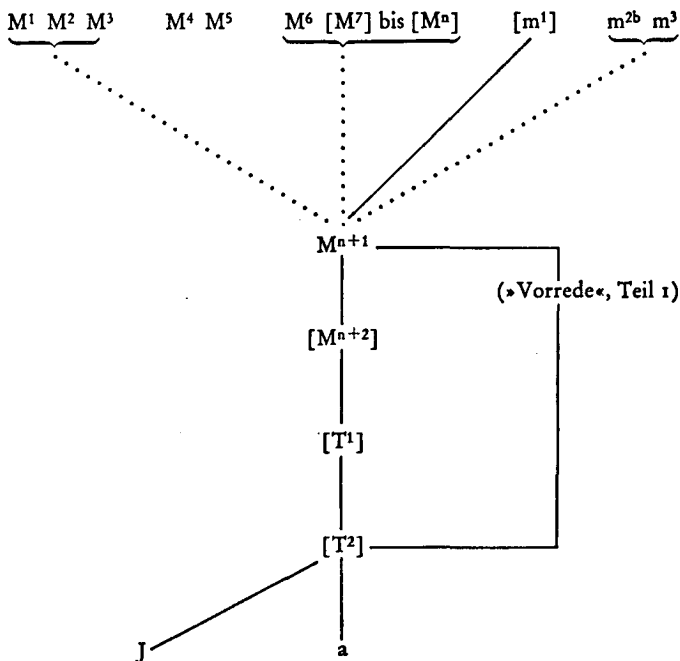 M¹ M² M³ M⁴ M⁵ M⁶ [M⁷] bis [Mⁿ] [m¹] m²ᵇ m³
Mⁿ⁺¹
(»Vorrede«, Teil 1)
[Mⁿ⁺²]
[T¹]
[T²]
J a